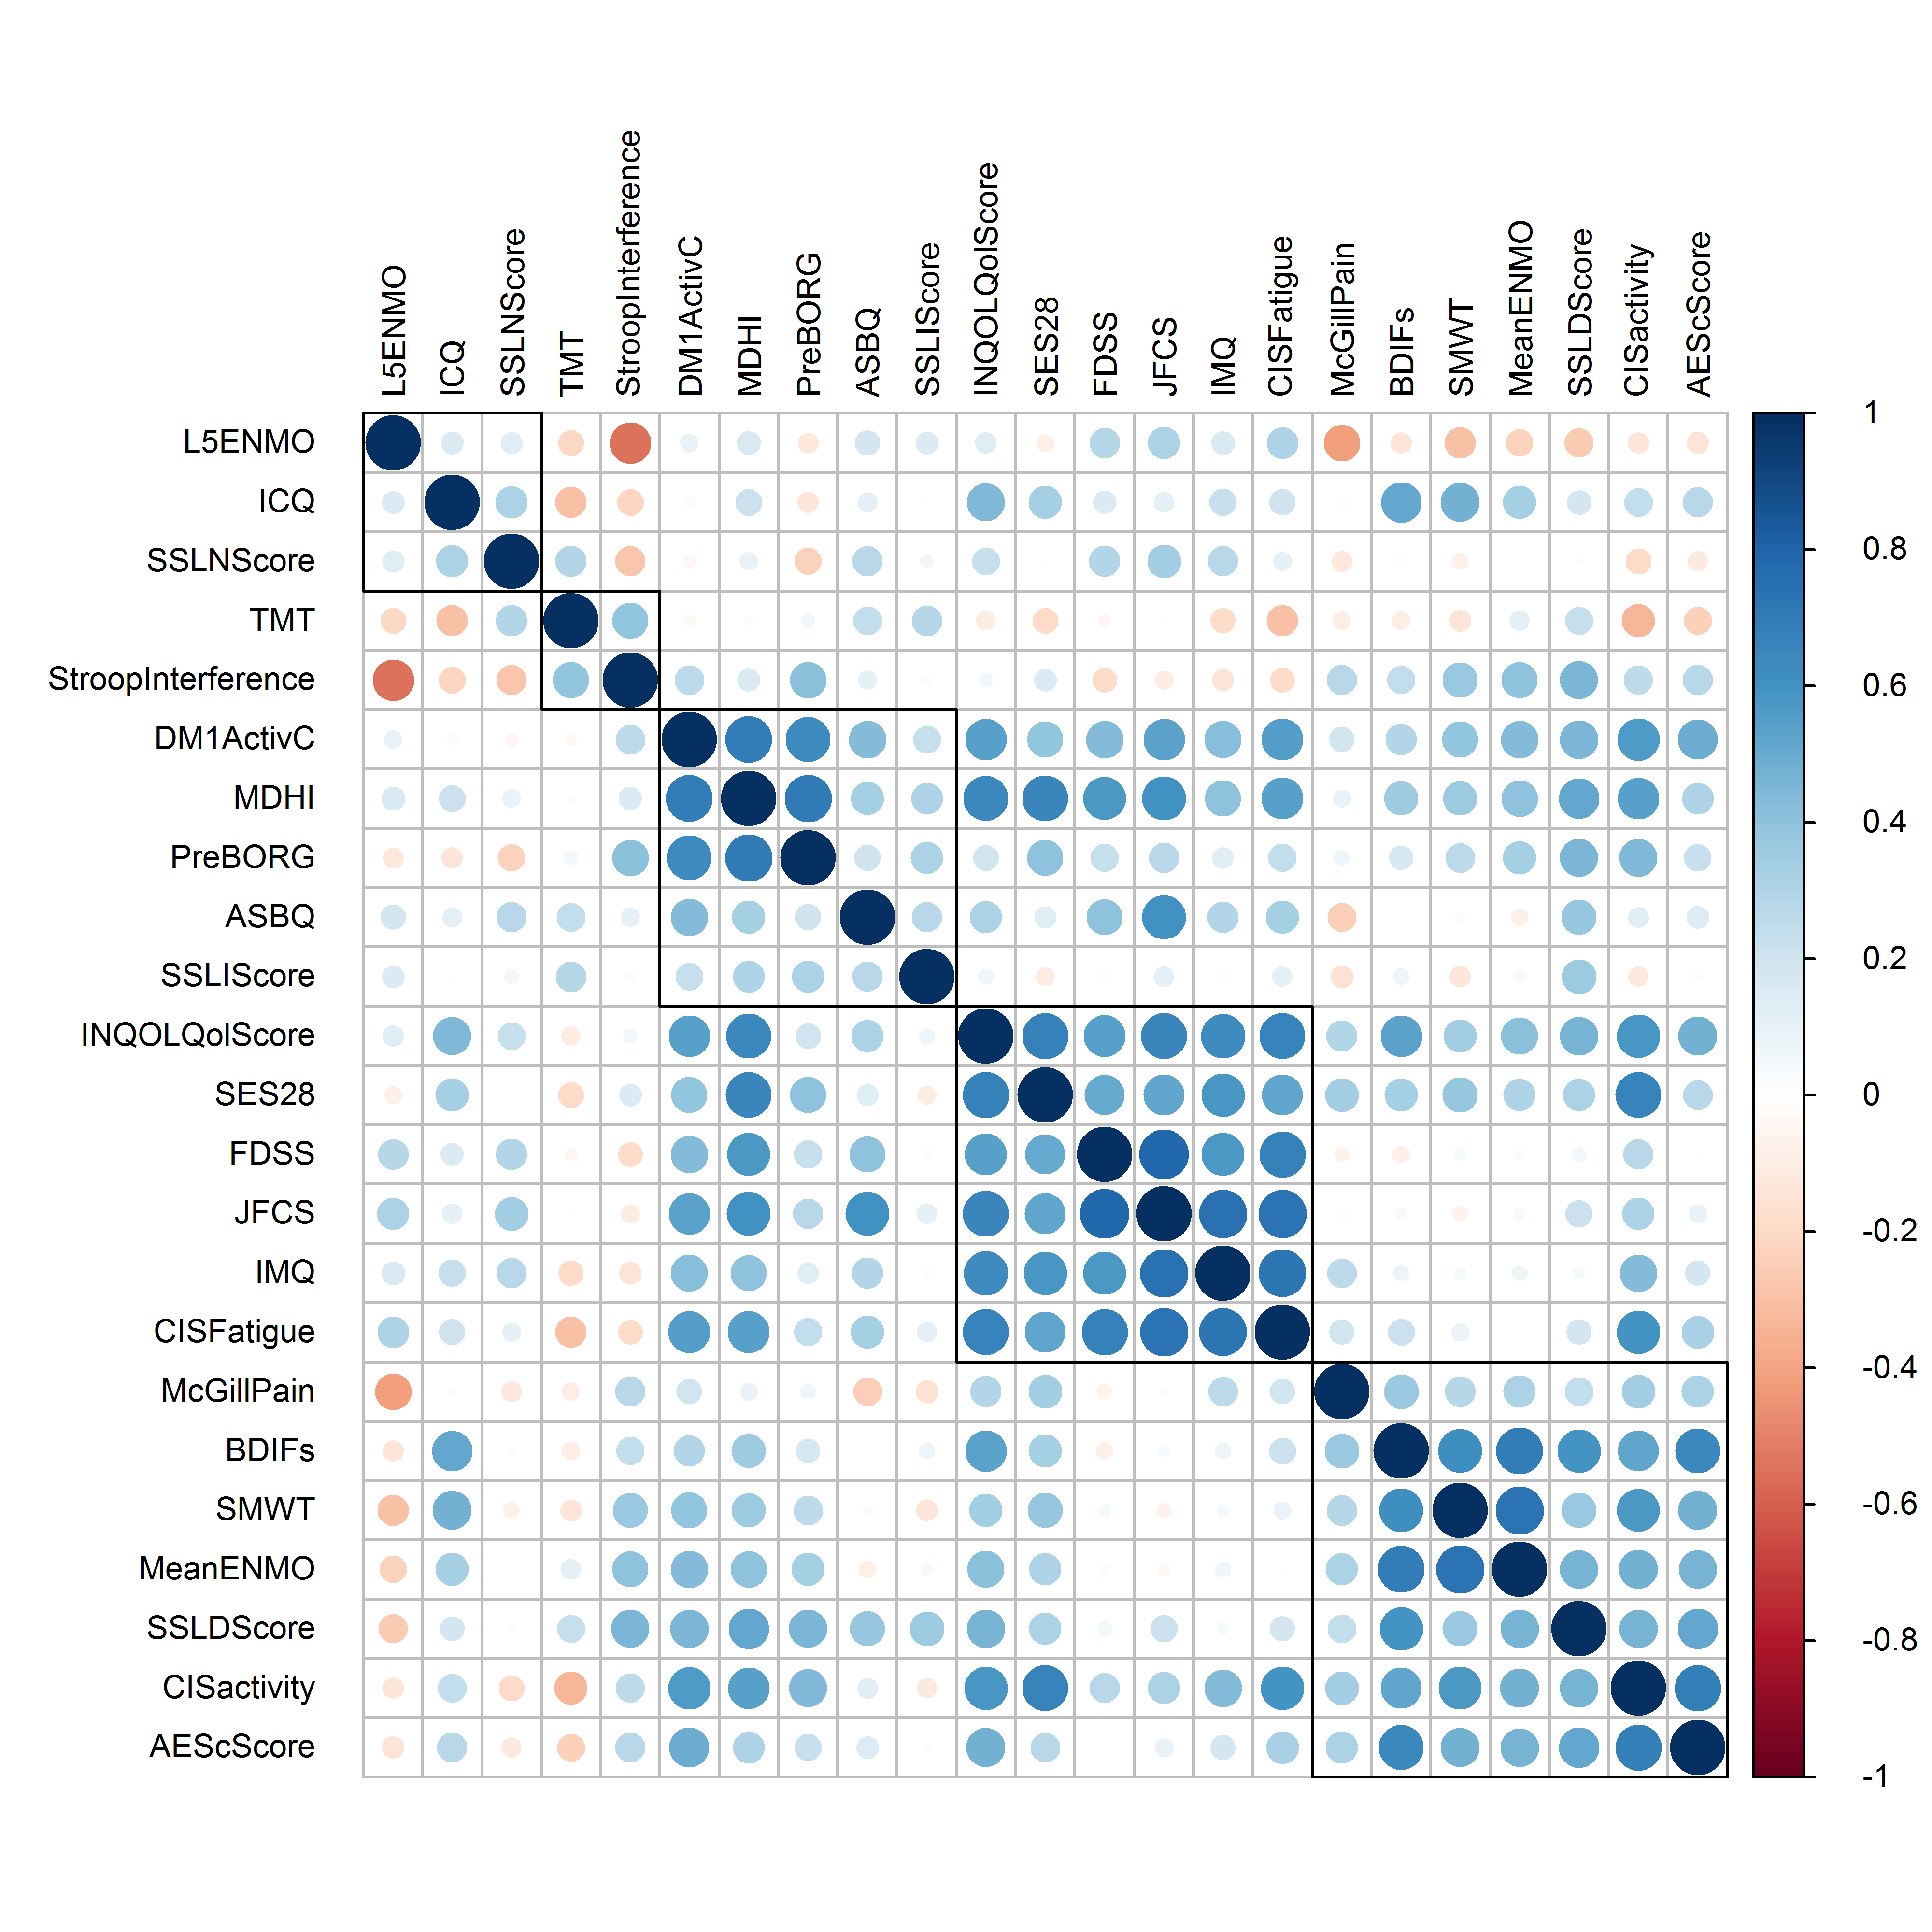 L5ENMO
ICQ
SSLNScore
TMT
StroopInterference
DM1ActivC
MDHI
PreBORG
ASBQ
SSLIScore
INQOLQolScore
SES28
FDSS
JFCS
IMQ
CISFatigue
McGillPain
BDIFs
SMWT
MeanENMO
SSLDScore
CISactivity
AEScScore
L5ENMO
ICQ
SSLNScore
TMT
StroopInterference
DM1ActivC
MDHI
PreBORG
ASBQ
SSLIScore
INQOLQolScore
SES28
FDSS
JFCS
IMQ
CISFatigue
McGillPain
BDIFs
SMWT
MeanENMO
SSLDScore
CISactivity
AEScScore
1
0.8
0.6
0.4
0.2
0
-0.2
-0.4
-0.6
-0.8
-1